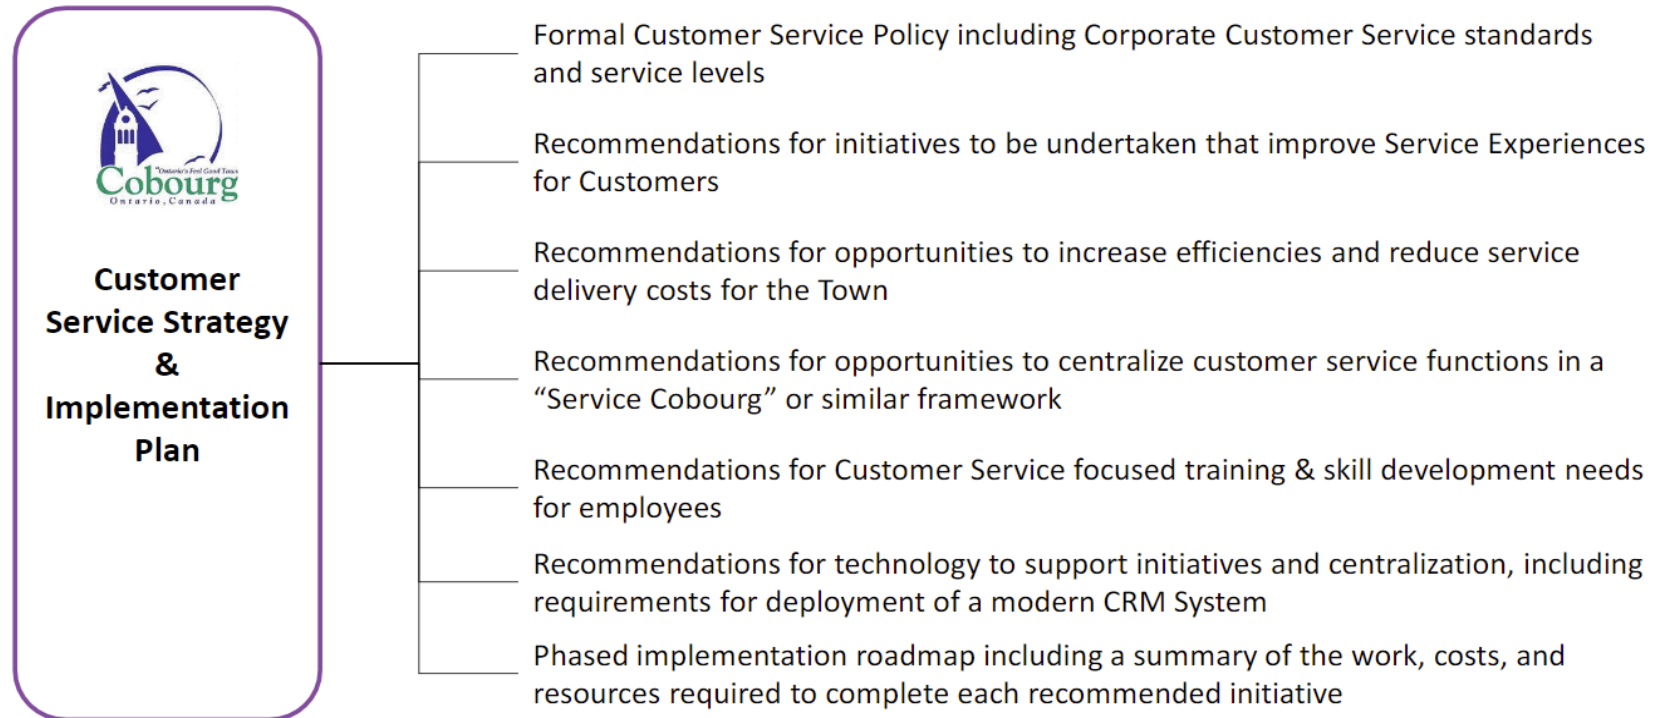 "Ontario's Feel Good Town"
Cobourg
Ontario, Canada
Customer
Service Strategy
&
Implementation
Plan
Formal Customer Service Policy including Corporate Customer Service standards
and service levels
Recommendations for initiatives to be undertaken that improve Service Experiences
for Customers
Recommendations for opportunities to increase efficiencies and reduce service
delivery costs for the Town
Recommendations for opportunities to centralize customer service functions in a
“Service Cobourg” or similar framework
Recommendations for Customer Service focused training & skill development needs
for employees
Recommendations for technology to support initiatives and centralization, including
requirements for deployment of a modern CRM System
Phased implementation roadmap including a summary of the work, costs, and
resources required to complete each recommended initiative